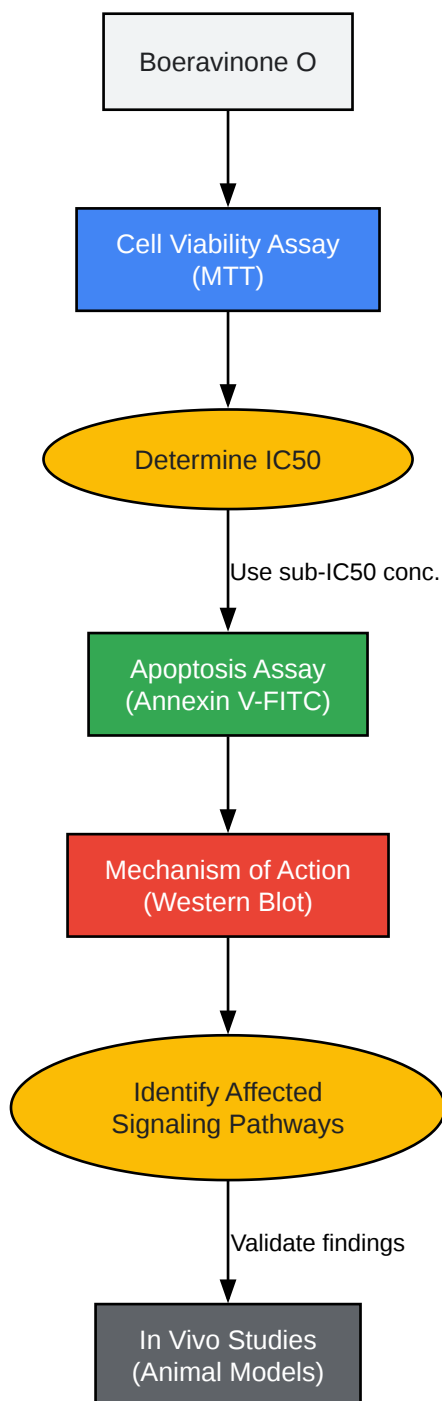 Boeravinone O
Cell Viability Assay
(MTT)
Determine IC50
Use sub-IC50 conc.
Apoptosis Assay
(Annexin V-FITC)
Mechanism of Action
(Western Blot)
Identify Affected
Signaling Pathways
Validate findings
In Vivo Studies
(Animal Models)